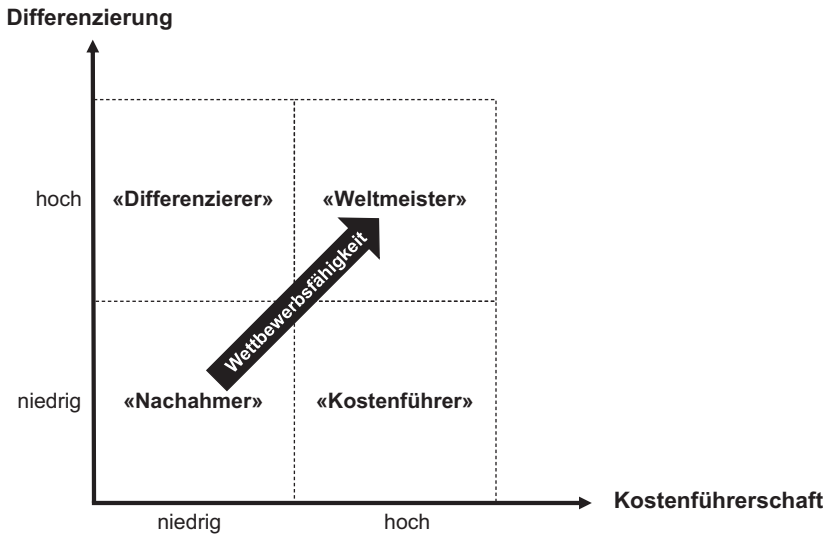 Differenzierung
hoch
«Differenzierer»
«Weltmeister»
Wettbewerbsfähigkeit
niedrig
«Nachahmer»
«Kostenführer»
Kostenführerschaft
niedrig
hoch